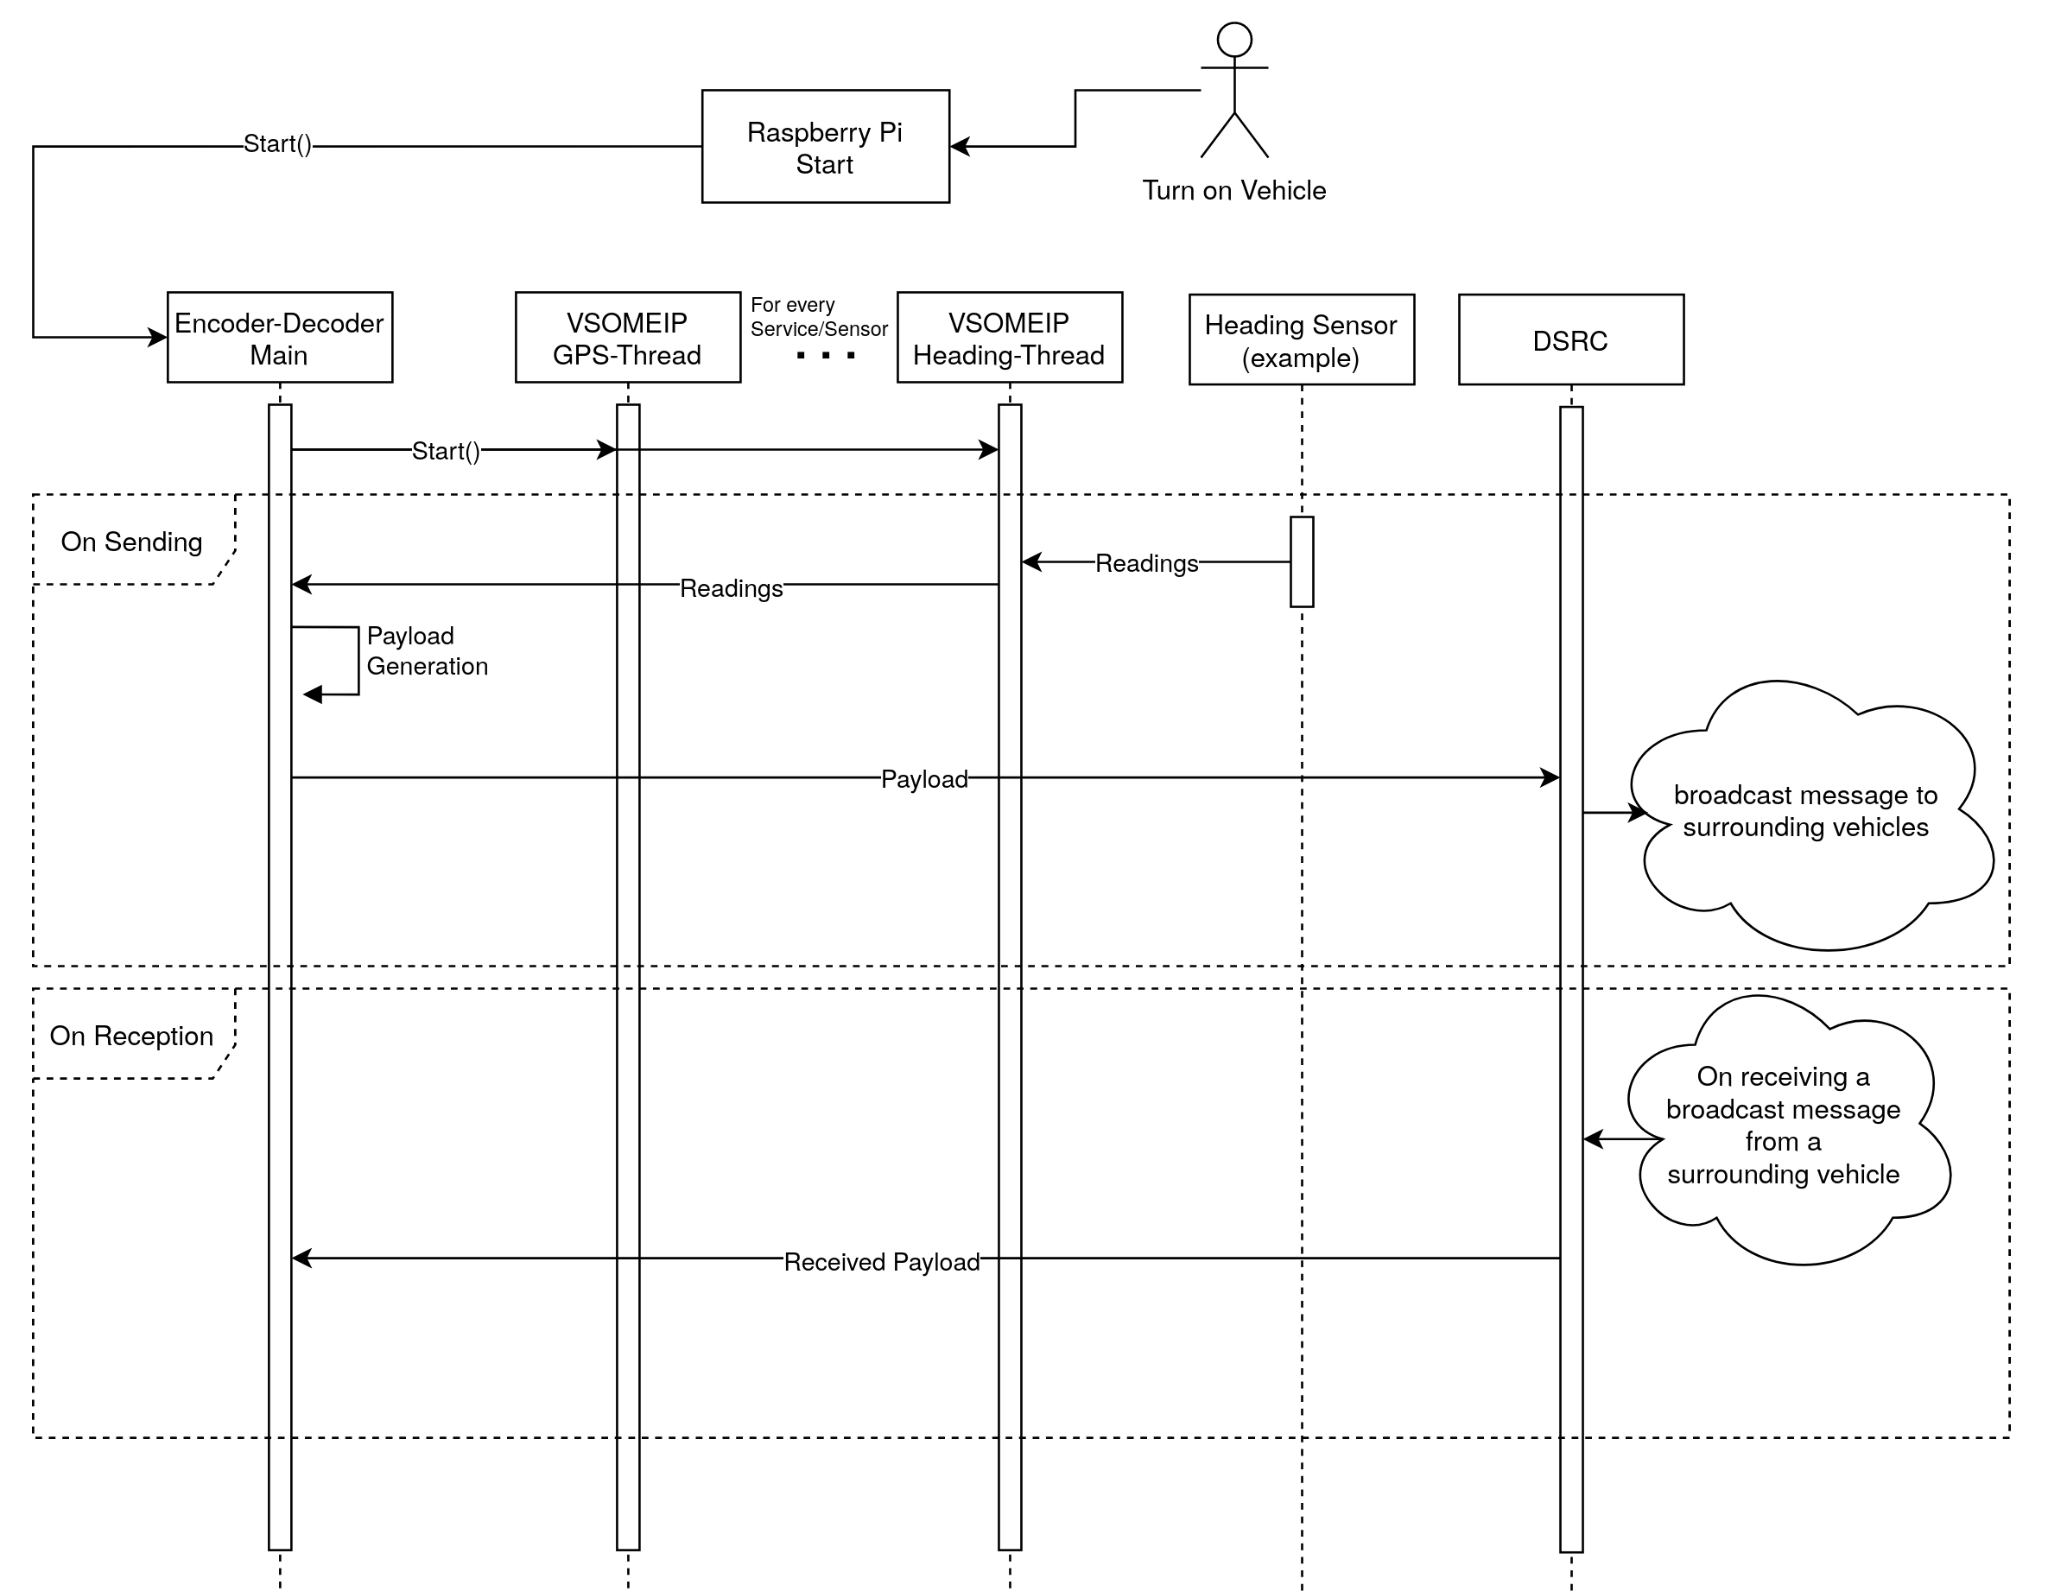 Turn on Vehicle
Raspberry Pi
Start
Start()
Encoder-Decoder
Main
VSOMEIP
GPS-Thread
For every
Service/Sensor
VSOMEIP
Heading-Thread
Heading Sensor
(example)
DSRC
Start()
On Sending
Readings
Readings
Payload
Generation
Payload
broadcast message to
surrounding vehicles
On Reception
On receiving a
broadcast message
from a
surrounding vehicle
Received Payload